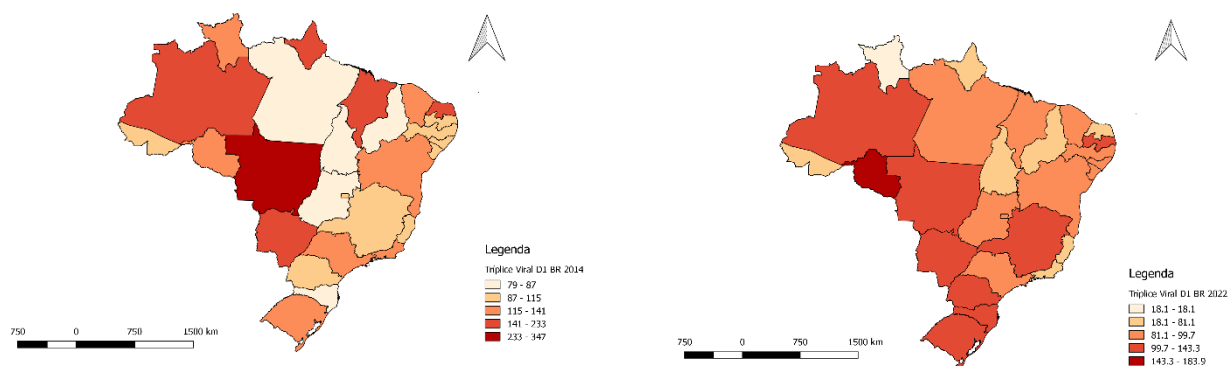 Legenda
Tríplice Viral D1 BR 2014
79 - 87
87 - 115
115 - 141
141 - 233
233 - 347
750 0 750 1500 km
Legenda
Tríplice Viral D1 BR 2022
18.1 - 18.1
18.1 - 81.1
81.1 - 99.7
99.7 - 143.3
143.3 - 183.9
750 0 750 1500 km